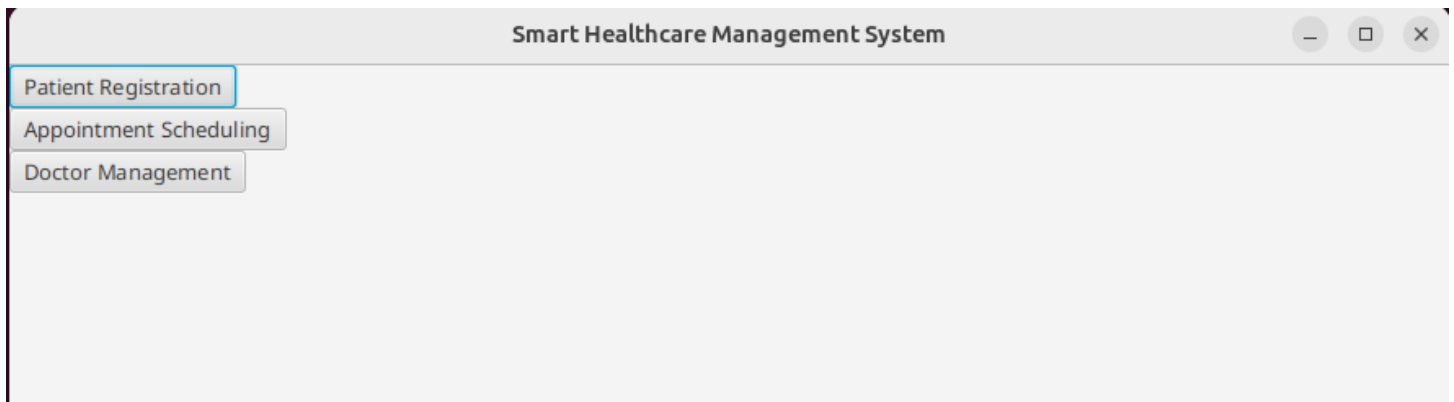 Smart Healthcare Management System
Patient Registration
Appointment Scheduling
Doctor Management